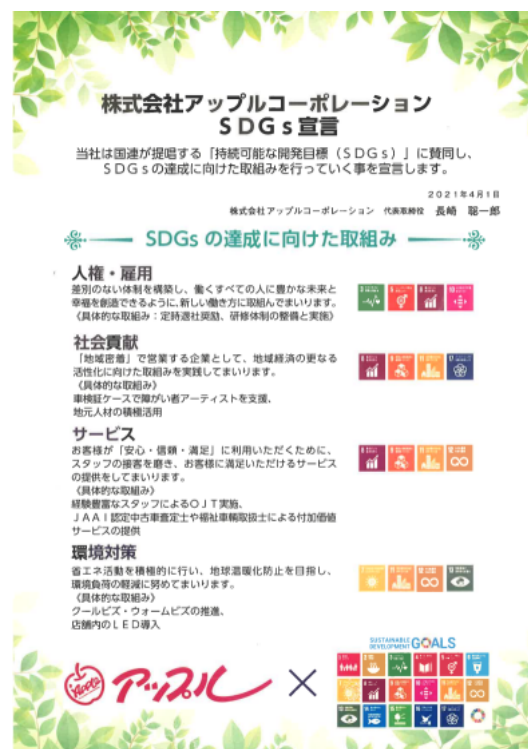 株式会社アップルコーポレーション
SDGs宣言
当社は国連が提唱する「持続可能な開発目標(SDGs)」に賛同し、
SDGsの達成に向けた取組みを行っていく事を宣言します。
2021年4月1日
株式会社アップルコーポレーション 代表取締役 長崎 聡一郎
SDGs の達成に向けた取組み
人権・雇用
差別のない体制を構築し、働くすべての人に豊かな未来と
幸福を創造できるように、新しい働き方に取組んでまいります。
《具体的な取組み:定時退社奨励、研修体制の整備と実施》
社会貢献
「地域密着」で営業する企業として、地域経済の更なる
活性化に向けた取組みを実践してまいります。
《具体的な取組み》
車検証ケースで障がい者アーティストを支援、
地元人材の積極活用
サービス
お客様が「安心・信頼・満足」に利用いただくために、
スタッフの接客を磨き、お客様に満足いただけるサービス
の提供をしてまいります。
《具体的な取組み》
経験豊富なスタッフによるOJT実施、
JAAI認定中古車査定士や福祉車輌取扱士による付加価値
サービスの提供
環境対策
省エネ活動を積極的に行い、地球温暖化防止を目指し、
環境負荷の軽減に努めてまいります。
《具体的な取組み》
クールビズ・ウォームビズの推進、
店舗内のLED導入
SUSTAINABLE
DEVELOPMENT GOALS
Apple アップル ×